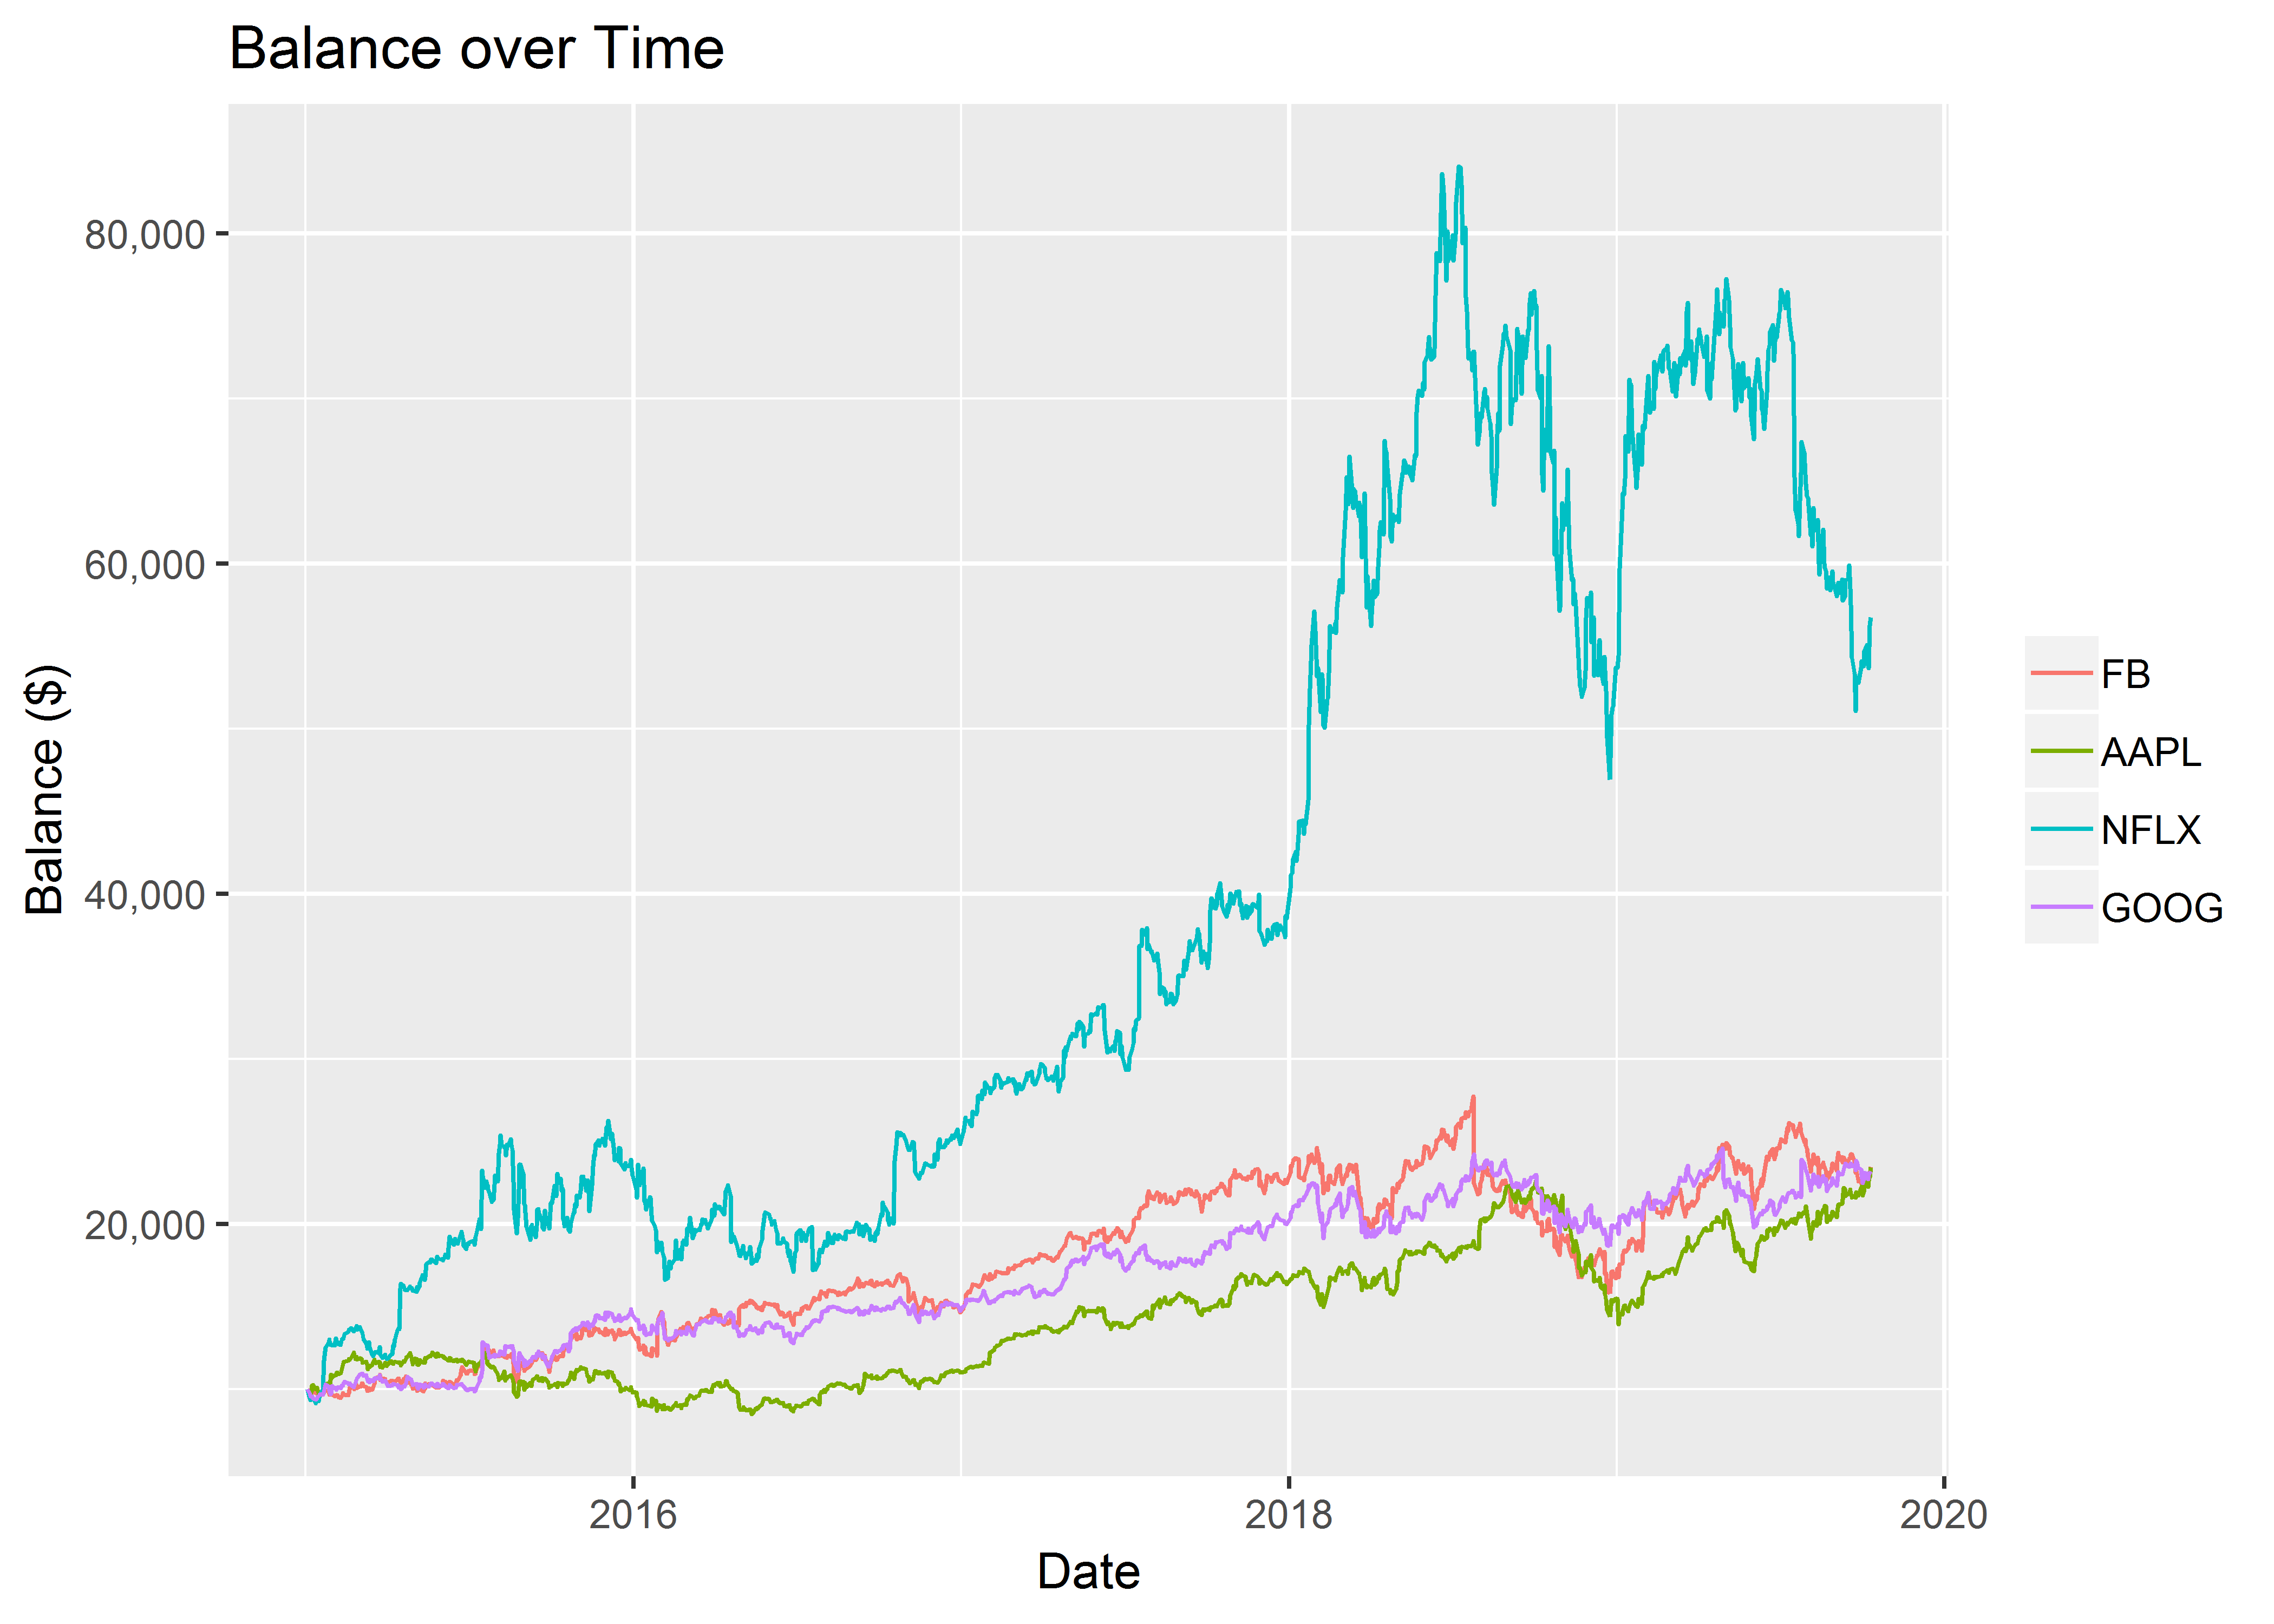 Balance over Time
Balance ($)
80,000
60,000
40,000
20,000
2016
2018
2020
Date
FB
AAPL
NFLX
GOOG